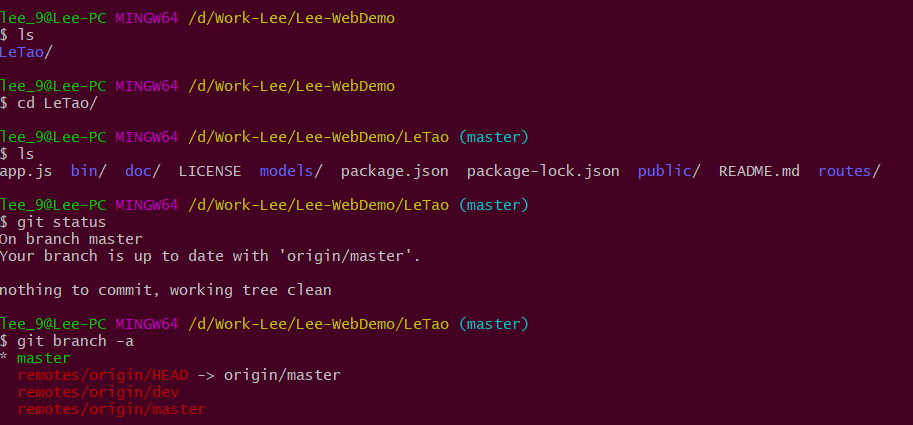 lee_9@Lee-PC MINGW64 /d/Work-Lee/Lee-WebDemo
$ ls
LeTao/
lee_9@Lee-PC MINGW64 /d/Work-Lee/Lee-WebDemo
$ cd LeTao/
lee_9@Lee-PC MINGW64 /d/Work-Lee/Lee-WebDemo/LeTao (master)
$ ls
app.js  bin/  doc/  LICENSE  models/  package.json  package-lock.json  public/  README.md  routes/
lee_9@Lee-PC MINGW64 /d/Work-Lee/Lee-WebDemo/LeTao (master)
$ git status
On branch master
Your branch is up to date with 'origin/master'.
nothing to commit, working tree clean
lee_9@Lee-PC MINGW64 /d/Work-Lee/Lee-WebDemo/LeTao (master)
$ git branch -a
* master
  remotes/origin/HEAD -> origin/master
  remotes/origin/dev
  remotes/origin/master